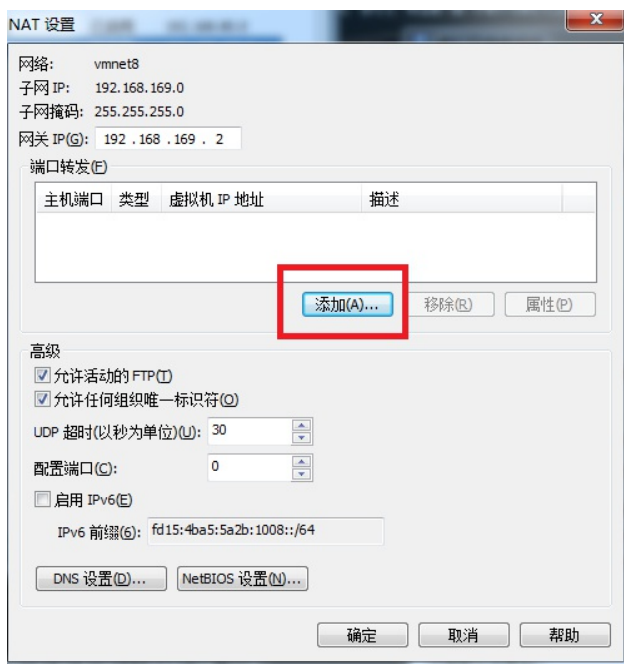 NAT 设置
网络: vmnet8
子网 IP: 192.168.169.0
子网掩码: 255.255.255.0
网关 IP(G): 192 . 168 . 169 . 2
端口转发(F)
主机端口 类型 虚拟机 IP 地址 描述
添加(A)... 移除(R) 属性(P)
高级
允许活动的 FTP(T)
允许任何组织唯一标识符(O)
UDP 超时(以秒为单位)(U): 30
配置端口(C): 0
启用 IPv6(E)
IPv6 前缀(6): fd15:4ba5:5a2b:1008::/64
DNS 设置(D)... NetBIOS 设置(N)...
确定 取消 帮助